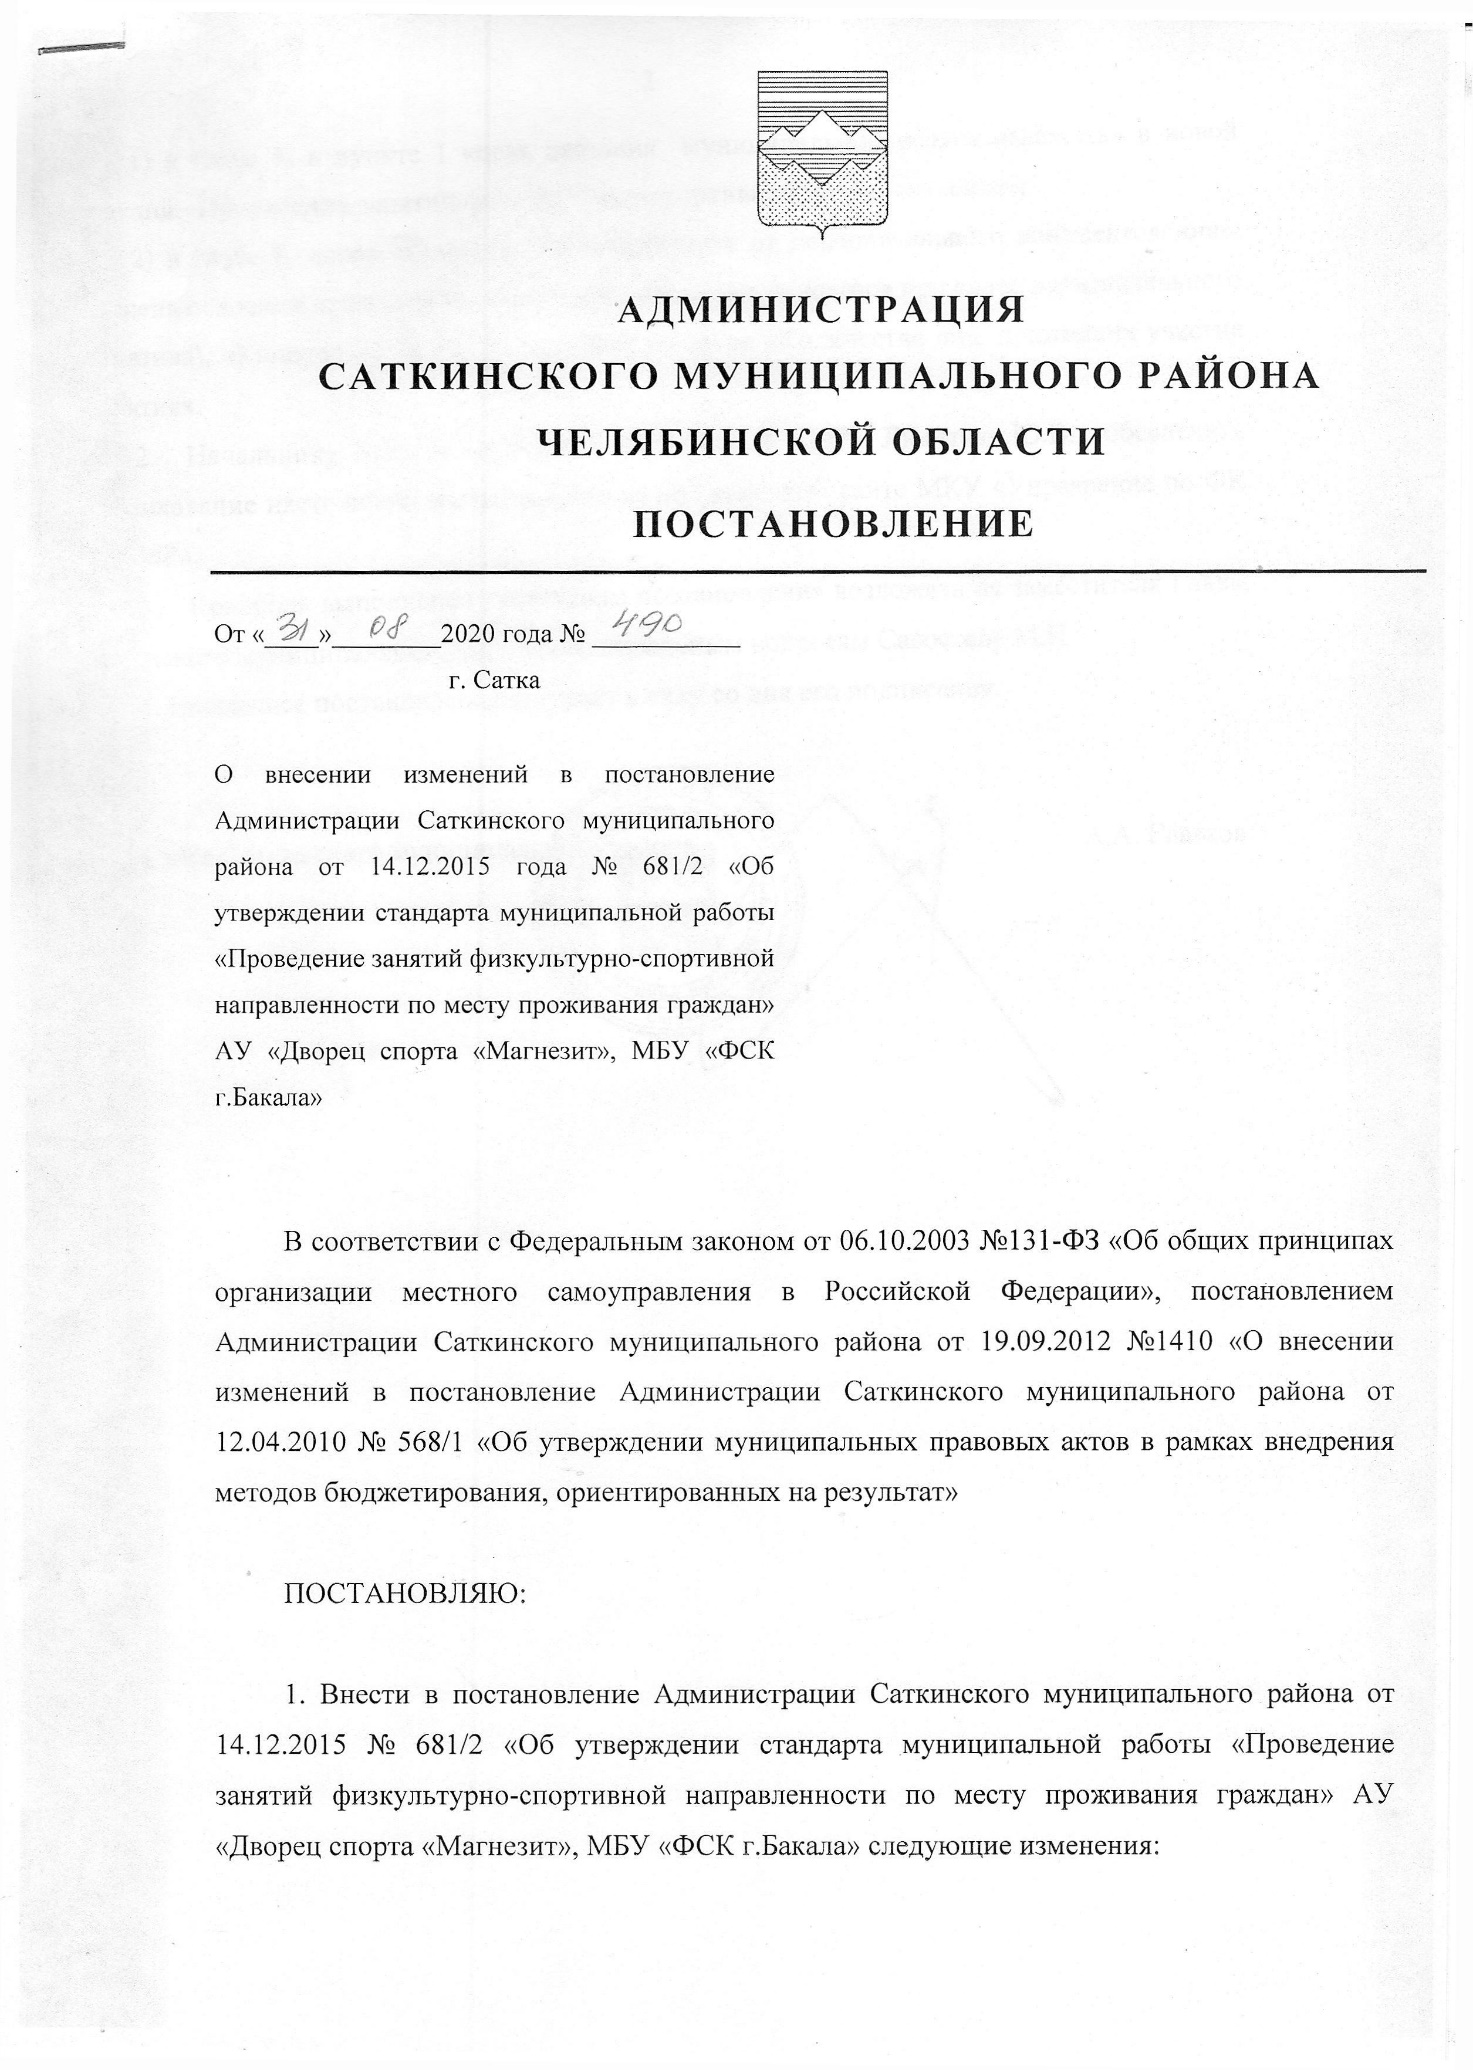 АДМИНИСТРАЦИЯ
САТКИНСКОГО МУНИЦИПАЛЬНОГО РАЙОНА
ЧЕЛЯБИНСКОЙ ОБЛАСТИ
ПОСТАНОВЛЕНИЕ
От «31» 08 2020 года № 490
г. Сатка
О внесении изменений в постановление
Администрации Саткинского муниципального
района от 14.12.2015 года № 681/2 «Об
утверждении стандарта муниципальной работы
«Проведение занятий физкультурно-спортивной
направленности по месту проживания граждан»
АУ «Дворец спорта «Магнезит», МБУ «ФСК
г.Бакала»
В соответствии с Федеральным законом от 06.10.2003 №131-ФЗ «Об общих принципах
организации местного самоуправления в Российской Федерации», постановлением
Администрации Саткинского муниципального района от 19.09.2012 №1410 «О внесении
изменений в постановление Администрации Саткинского муниципального района от
12.04.2010 № 568/1 «Об утверждении муниципальных правовых актов в рамках внедрения
методов бюджетирования, ориентированных на результат»
ПОСТАНОВЛЯЮ:
1. Внести в постановление Администрации Саткинского муниципального района от
14.12.2015 № 681/2 «Об утверждении стандарта муниципальной работы «Проведение
занятий физкультурно-спортивной направленности по месту проживания граждан» АУ
«Дворец спорта «Магнезит», МБУ «ФСК г.Бакала» следующие изменения: